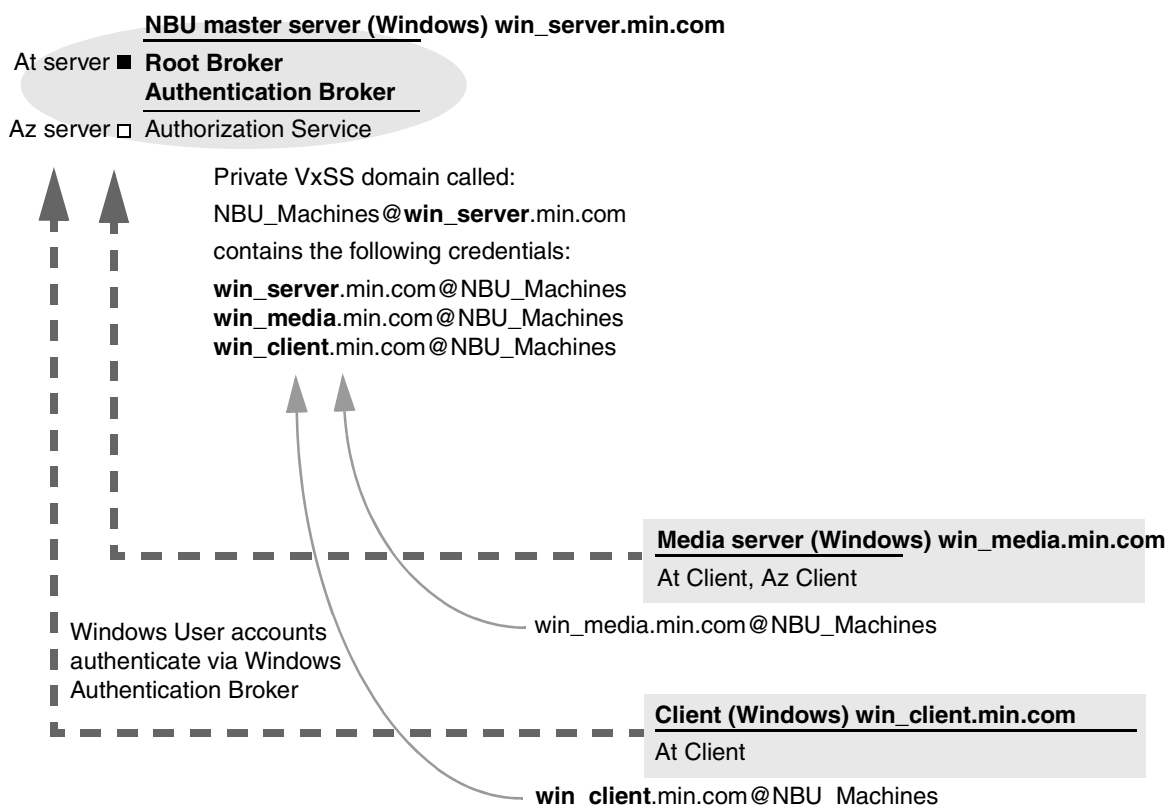 NBU master server (Windows) win_server.min.com
At server Root Broker
Authentication Broker
Az server Authorization Service
Private VxSS domain called:
NBU_Machines@win_server.min.com
contains the following credentials:
win_server.min.com@NBU_Machines
win_media.min.com@NBU_Machines
win_client.min.com@NBU_Machines
Media server (Windows) win_media.min.com
At Client, Az Client
win_media.min.com@NBU_Machines
Windows User accounts
authenticate via Windows
Authentication Broker
Client (Windows) win_client.min.com
At Client
win_client.min.com@NBU_Machines